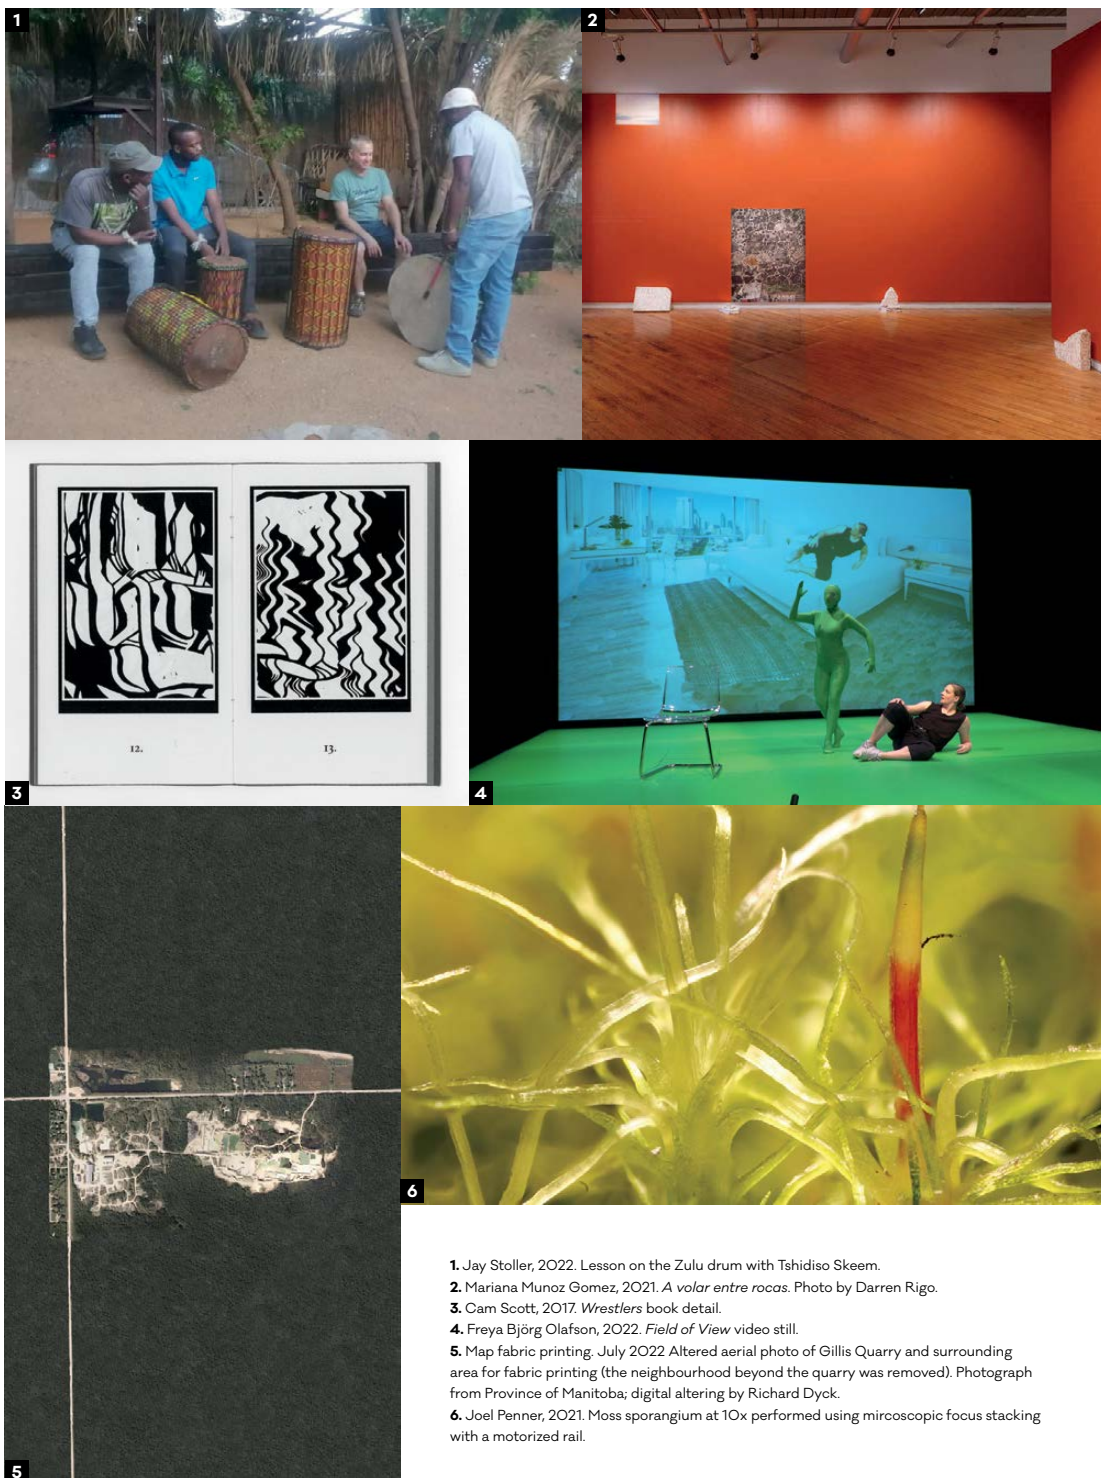 1
2
12.
13.
3
4
6
5
1. Jay Stoller, 2022. Lesson on the Zulu drum with Tshidiso Skeem.
2. Mariana Munoz Gomez, 2021. A volar entre rocas. Photo by Darren Rigo.
3. Cam Scott, 2017. Wrestlers book detail.
4. Freya Björg Olafson, 2022. Field of View video still.
5. Map fabric printing. July 2022 Altered aerial photo of Gillis Quarry and surrounding
area for fabric printing (the neighbourhood beyond the quarry was removed). Photograph
from Province of Manitoba; digital altering by Richard Dyck.
6. Joel Penner, 2021. Moss sporangium at 10x performed using mircoscopic focus stacking
with a motorized rail.